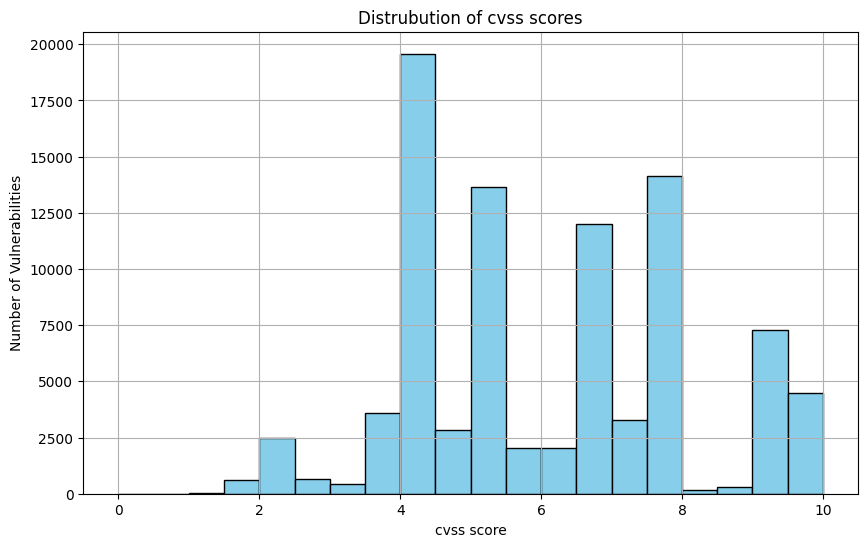 Distrubution of cvss scores
20000
17500
15000
12500
10000
7500
5000
2500
0
Number of Vulnerabilities
0 2 4 6 8 10
cvss score